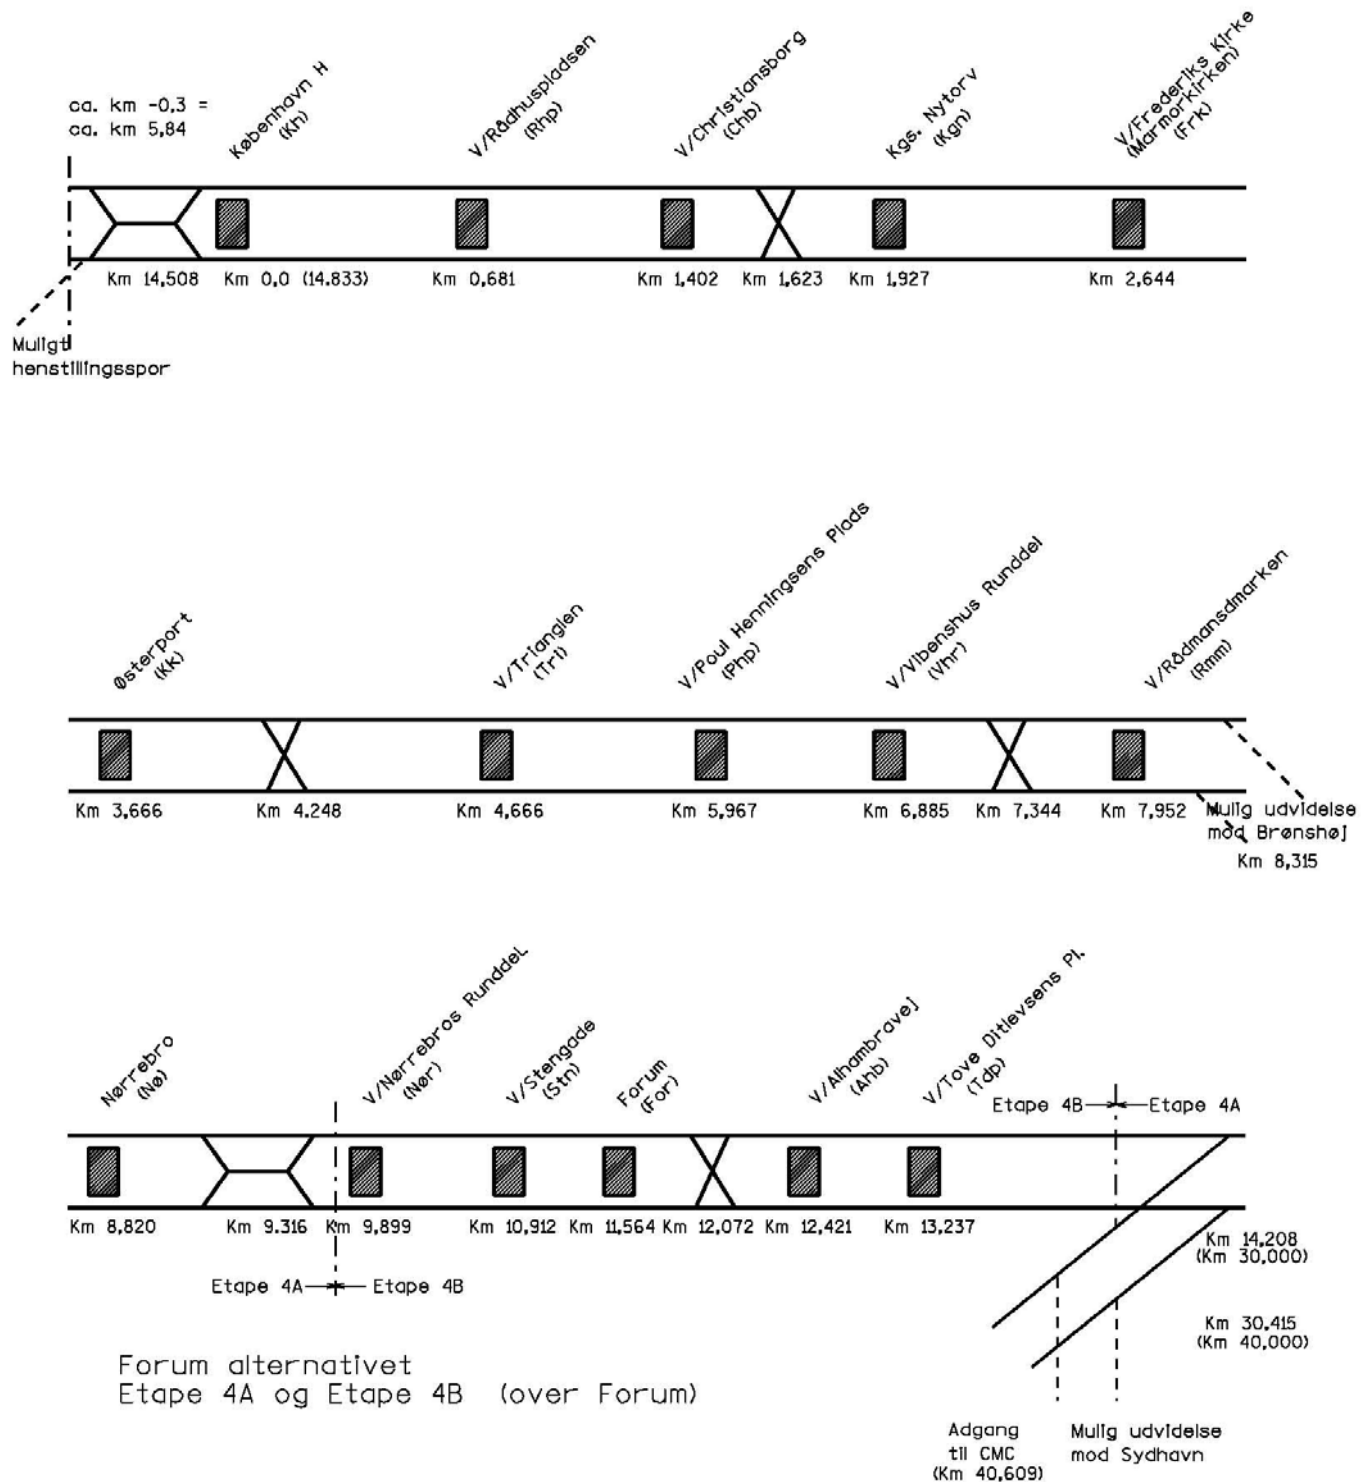 ca. km -0,3 =
ca. km 5,84
København H
(Kh)
V/Rådhuspladsen
(Rhp)
V/Christiansborg
(Chb)
Kgs. Nytorv
(Kgn)
V/Frederiks Kirke
(Marmorkirken)
(Frk)
Km 14,508
Km 0,0 (14.833)
Km 0,681
Km 1,402
Km 1,623
Km 1,927
Km 2,644
Muligt
henstillingsspor
Østerport
(Kk)
V/Trianglen
(Tri)
V/Poul Henningsens Plads
(Php)
V/Vibenshus Runddel
(Vhr)
V/Rådmansdmarken
(Rmm)
Km 3,666
Km 4.248
Km 4,666
Km 5,967
Km 6,885
Km 7,344
Km 7,952
Mulig udvidelse
mod Brønshøj
Km 8,315
Nørrebro
(Nø)
V/Nørrebros Runddel.
(Nør)
V/Stengade
(Stn)
Forum
(For)
V/Alhambravej
(Ahb)
V/Tove Ditlevsens Pl.
(Tdp)
Etape 4B
Etape 4A
Km 8,820
Km 9.316
Km 9,899
Km 10,912
Km 11,564
Km 12,072
Km 12,421
Km 13,237
Km 14,208
(Km 30,000)
Etape 4A
Etape 4B
Km 30,415
(Km 40,000)
Forum alternativet
Etape 4A og Etape 4B (over Forum)
Adgang
til CMC
(Km 40,609)
Mulig udvidelse
mod Sydhavn